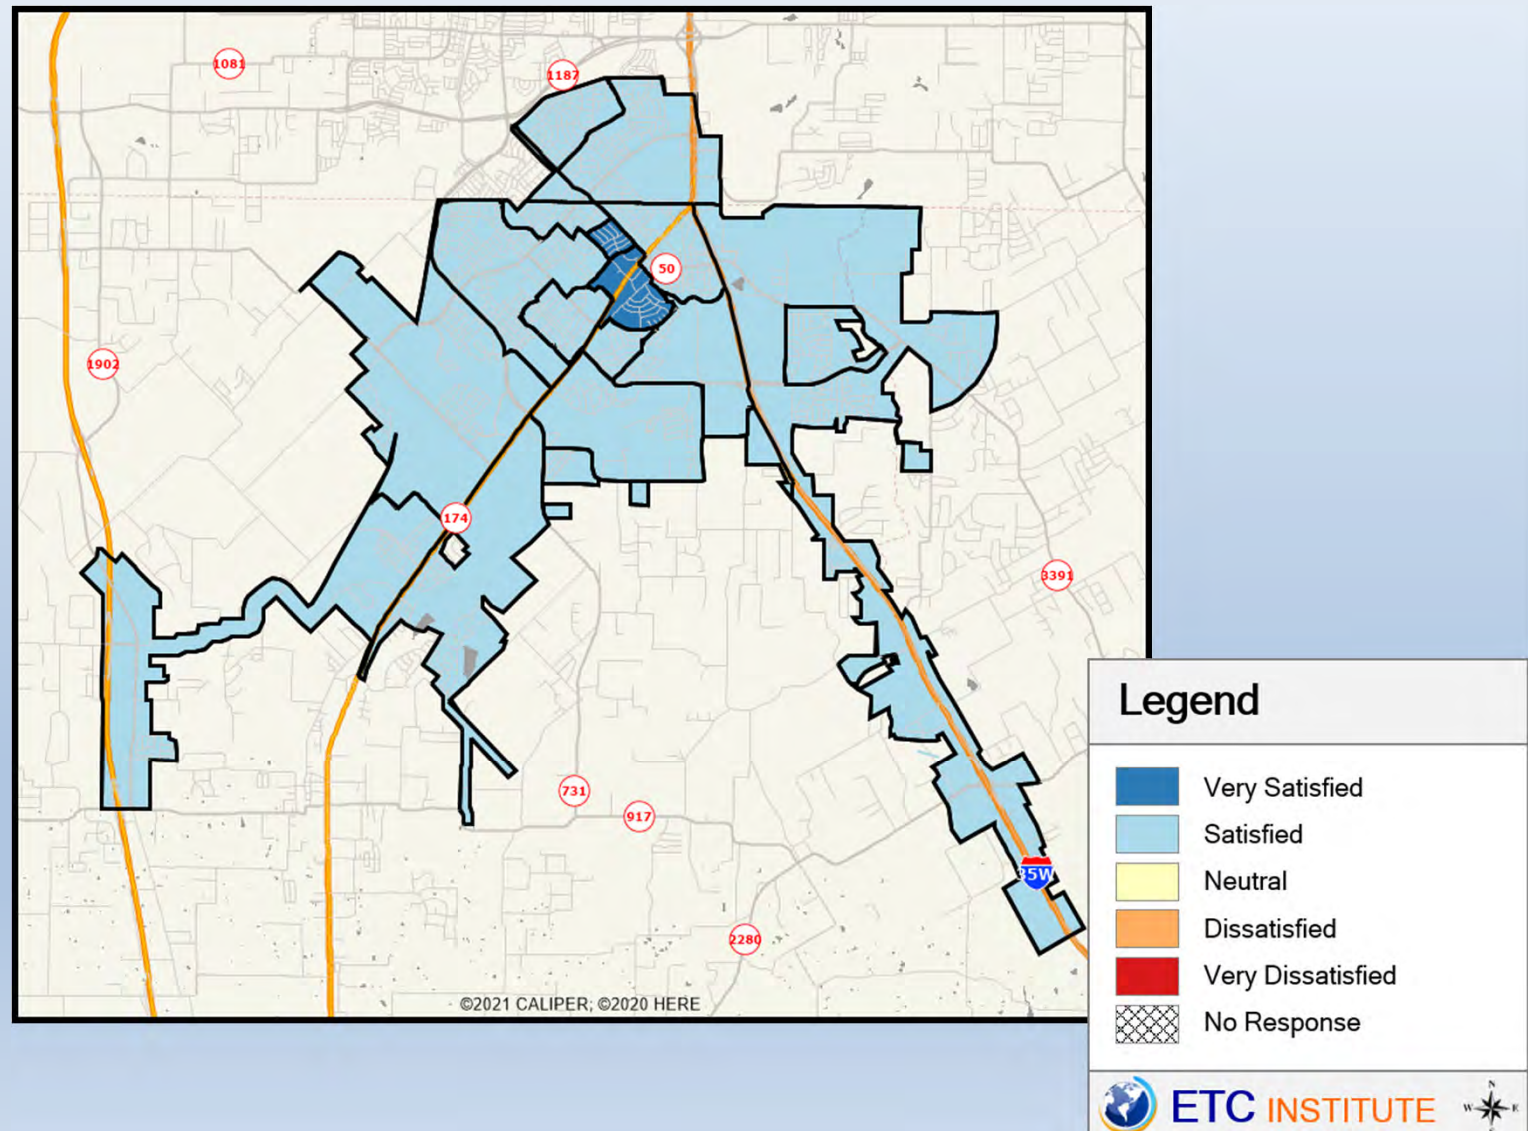 1081
1187
50
1902
174
3391
35W
731
917
2280
©2021 CALIPER; ©2020 HERE
Legend
Very Satisfied
Satisfied
Neutral
Dissatisfied
Very Dissatisfied
No Response
ETC INSTITUTE
N
W E